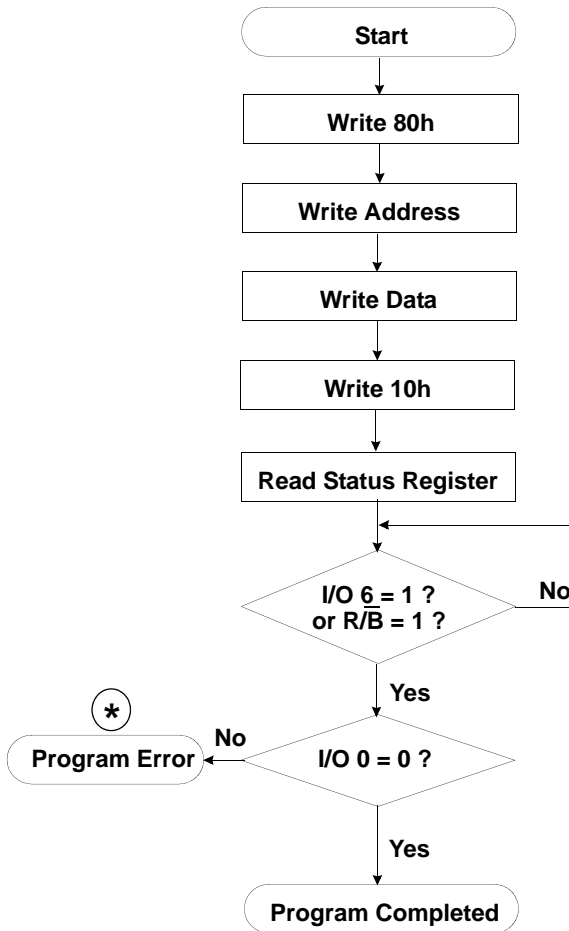 Start
Write 80h
Write Address
Write Data
Write 10h
Read Status Register
I/O 6 = 1 ?
or R/B̅ = 1 ?
No
Yes
*
No
Program Error
I/O 0 = 0 ?
Yes
Program Completed